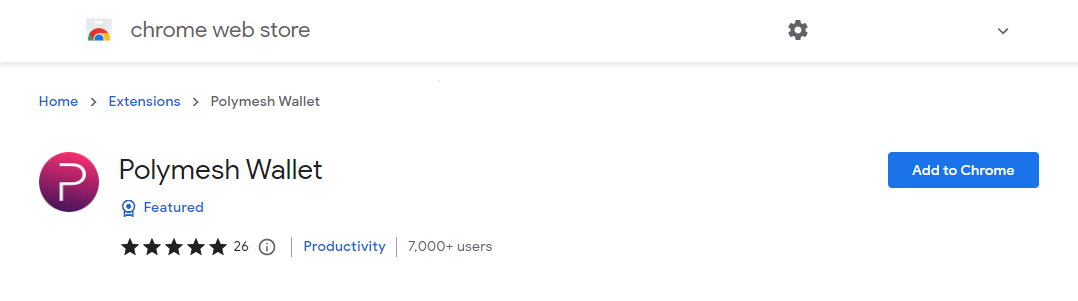 chrome web store
Home > Extensions > Polymesh Wallet
Polymesh Wallet
Add to Chrome
Featured
26 Productivity 7,000+ users